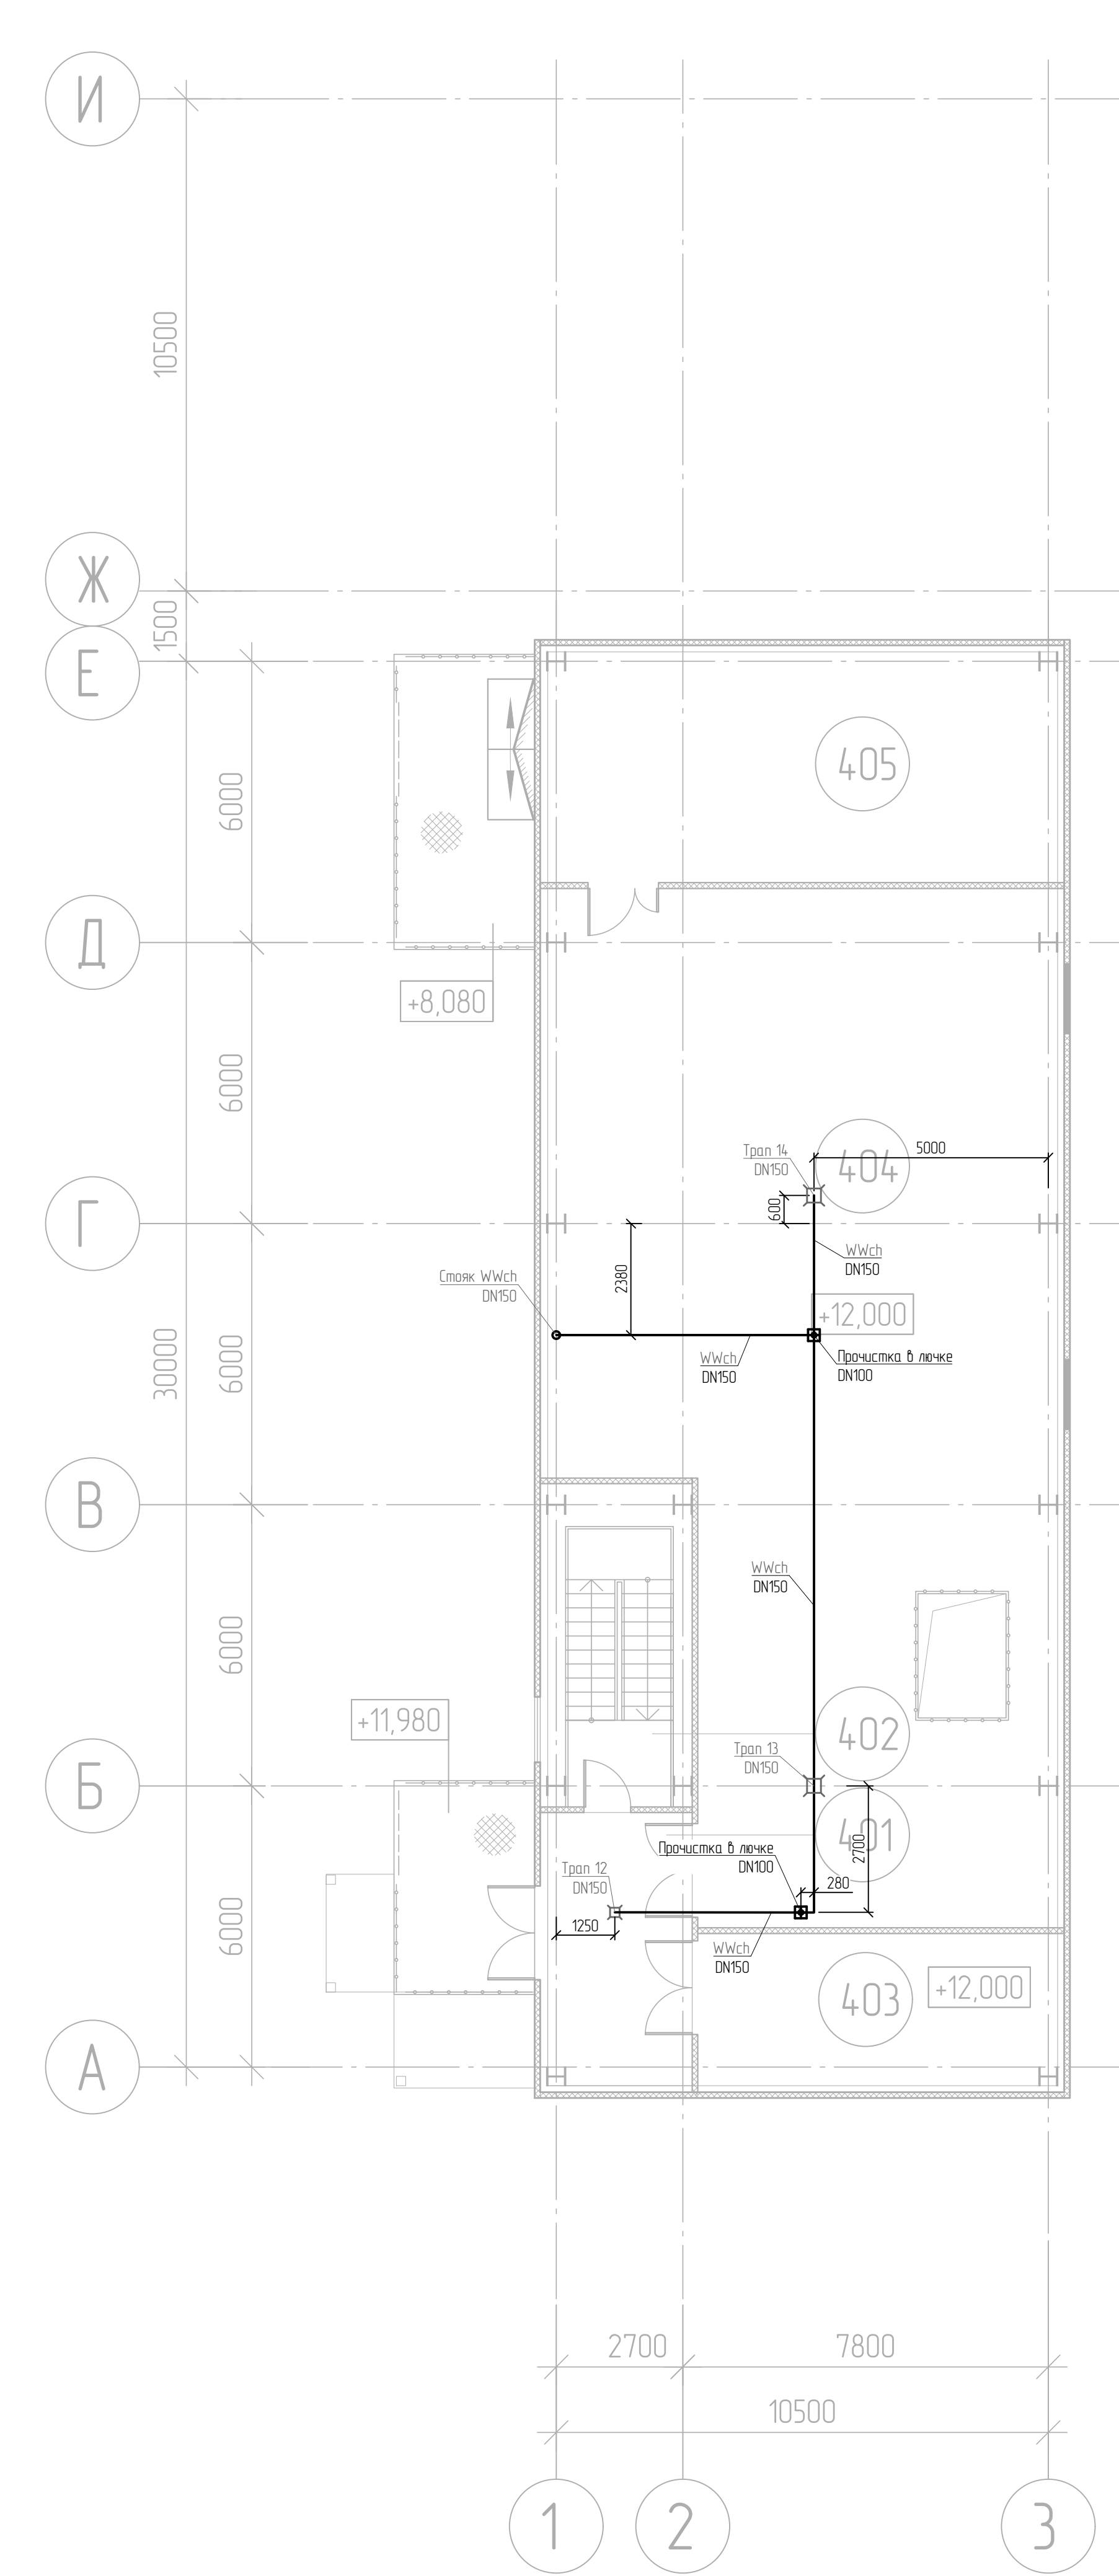 И
10500
Ж
1500
Е
6000
405
Д
+8,080
6000
Трап 14
DN150
404
5000
600
Г
WWch
DN150
2380
Стояк WWch
DN150
+12,000
30000
6000
WWch
DN150
Прочистка в лючке
DN100
В
WWch
DN150
6000
+11,980
402
Трап 13
DN150
Б
401
2700
Прочистка в лючке
DN100
Трап 12
DN150
280
1250
6000
WWch
DN150
403
+12,000
А
2700
7800
10500
1
2
3